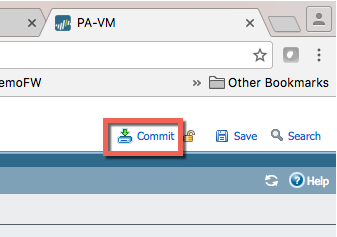 PA-VM
emoFW
» Other Bookmarks
Commit Save Search
Help